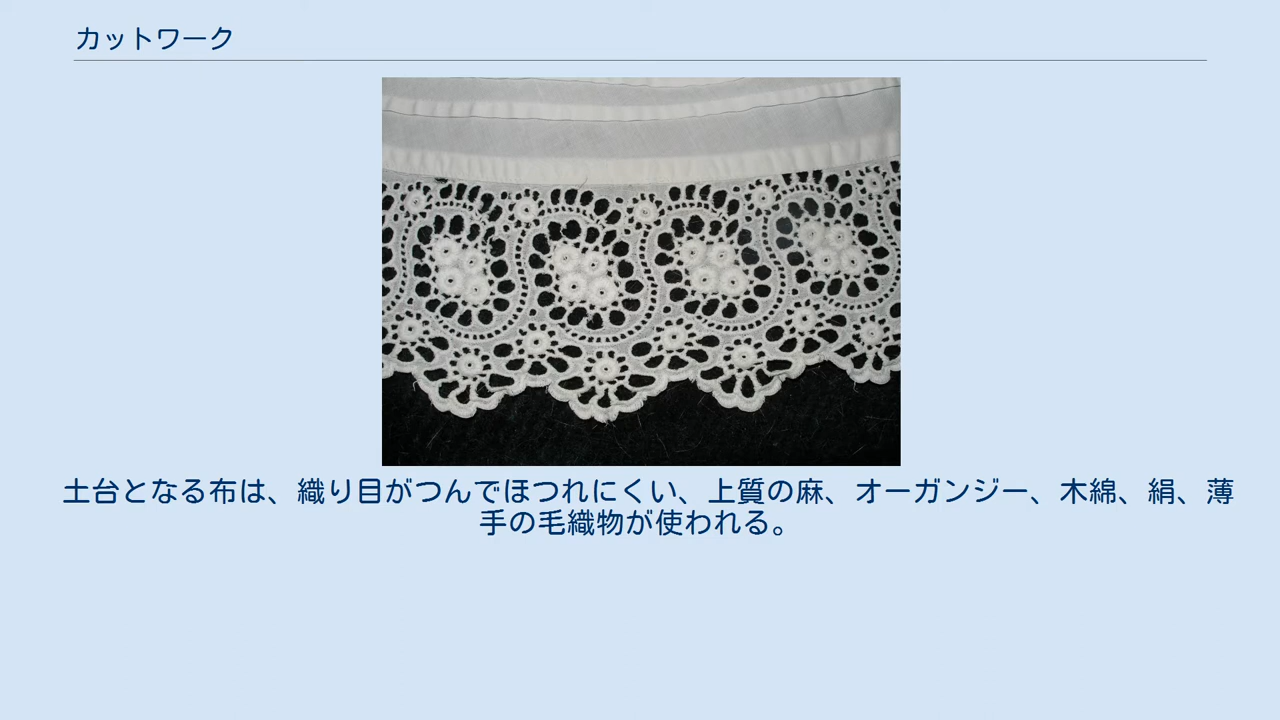 カットワーク
土台となる布は、織り目がつんでほつれにくい、上質の麻、オーガンジー、木綿、絹、薄
手の毛織物が使われる。